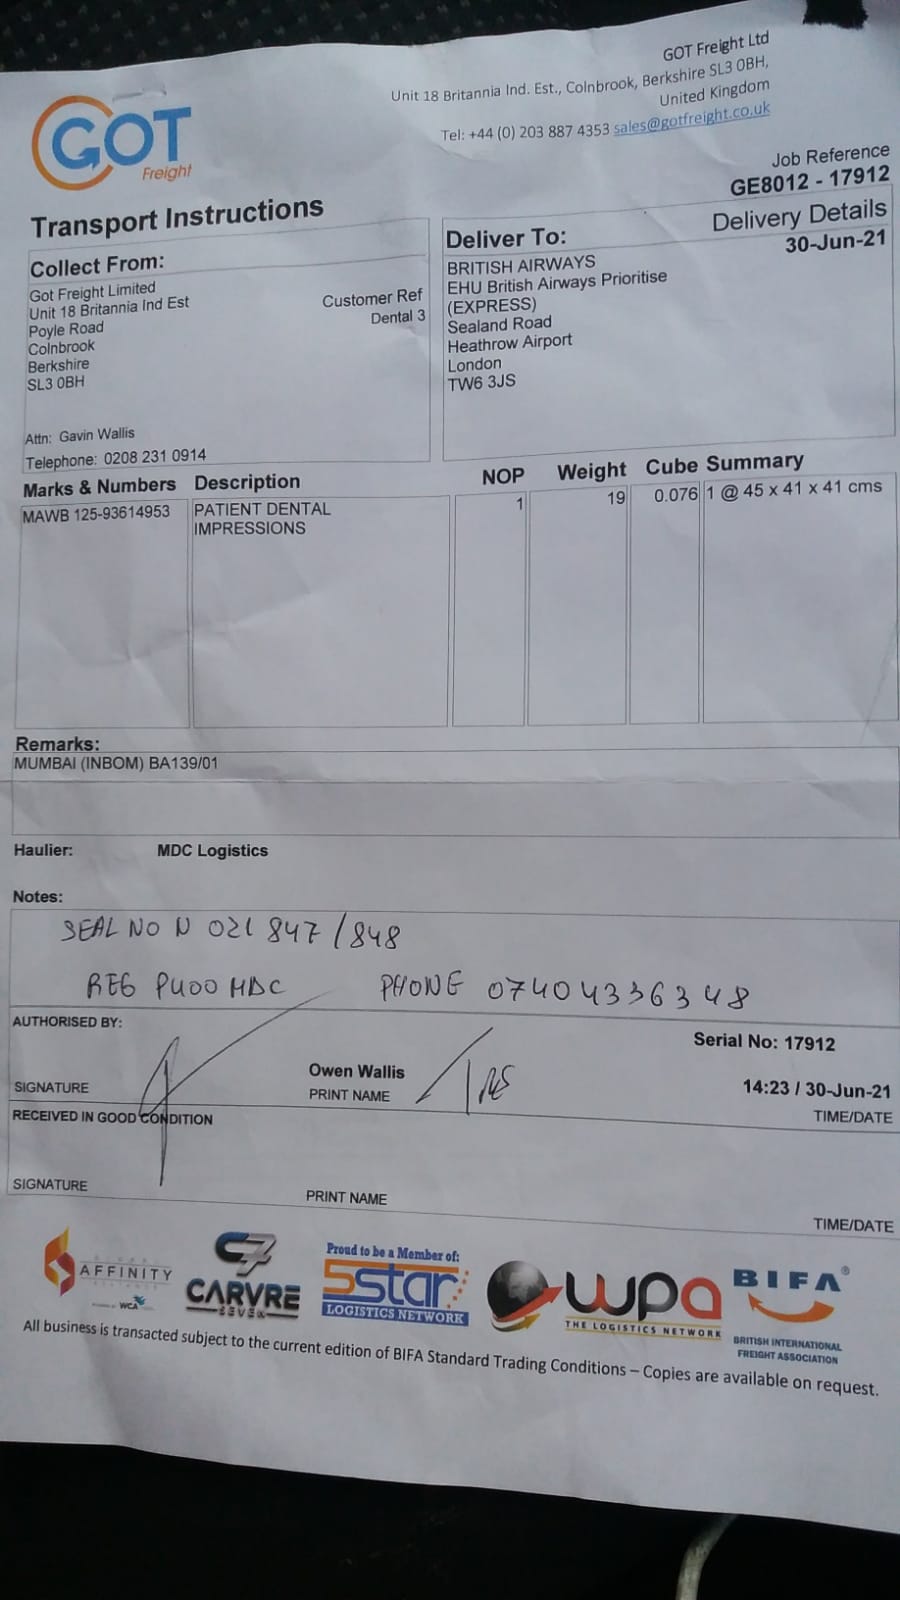 GOT Freight Ltd
Unit 18 Britannia Ind. Est., Colnbrook, Berkshire SL3 0BH,
United Kingdom
Tel: +44 (0) 203 887 4353 sales@gotfreight.co.uk
GOT
Freight
Job Reference
GE8012 - 17912
Transport Instructions
Delivery Details
30-Jun-21
Collect From:
Got Freight Limited
Unit 18 Britannia Ind Est
Poyle Road
Colnbrook
Berkshire
SL3 0BH
Customer Ref
Dental 3
Attn: Gavin Wallis
Telephone: 0208 231 0914
Deliver To:
BRITISH AIRWAYS
EHU British Airways Prioritise
(EXPRESS)
Sealand Road
Heathrow Airport
London
TW6 3JS
Marks & Numbers Description NOP Weight Cube Summary
MAWB 125-93614953 PATIENT DENTAL 1 19 0.076 1 @ 45 x 41 x 41 cms
IMPRESSIONS
Remarks:
MUMBAI (INBOM) BA139/01
Haulier: MDC Logistics
Notes:
SEAL NO N 021 847 / 848
REG P400 MDC PHONE 07404336348
AUTHORISED BY:
Serial No: 17912
Owen Wallis
SIGNATURE PRINT NAME 14:23 / 30-Jun-21
TIME/DATE
RECEIVED IN GOOD CONDITION
SIGNATURE PRINT NAME TIME/DATE
AFFINITY
WCA
CARVRE
SEVEN
Proud to be a Member of:
5star
LOGISTICS NETWORK
wpa
THE LOGISTICS NETWORK
BIFA®
BRITISH INTERNATIONAL
FREIGHT ASSOCIATION
All business is transacted subject to the current edition of BIFA Standard Trading Conditions – Copies are available on request.